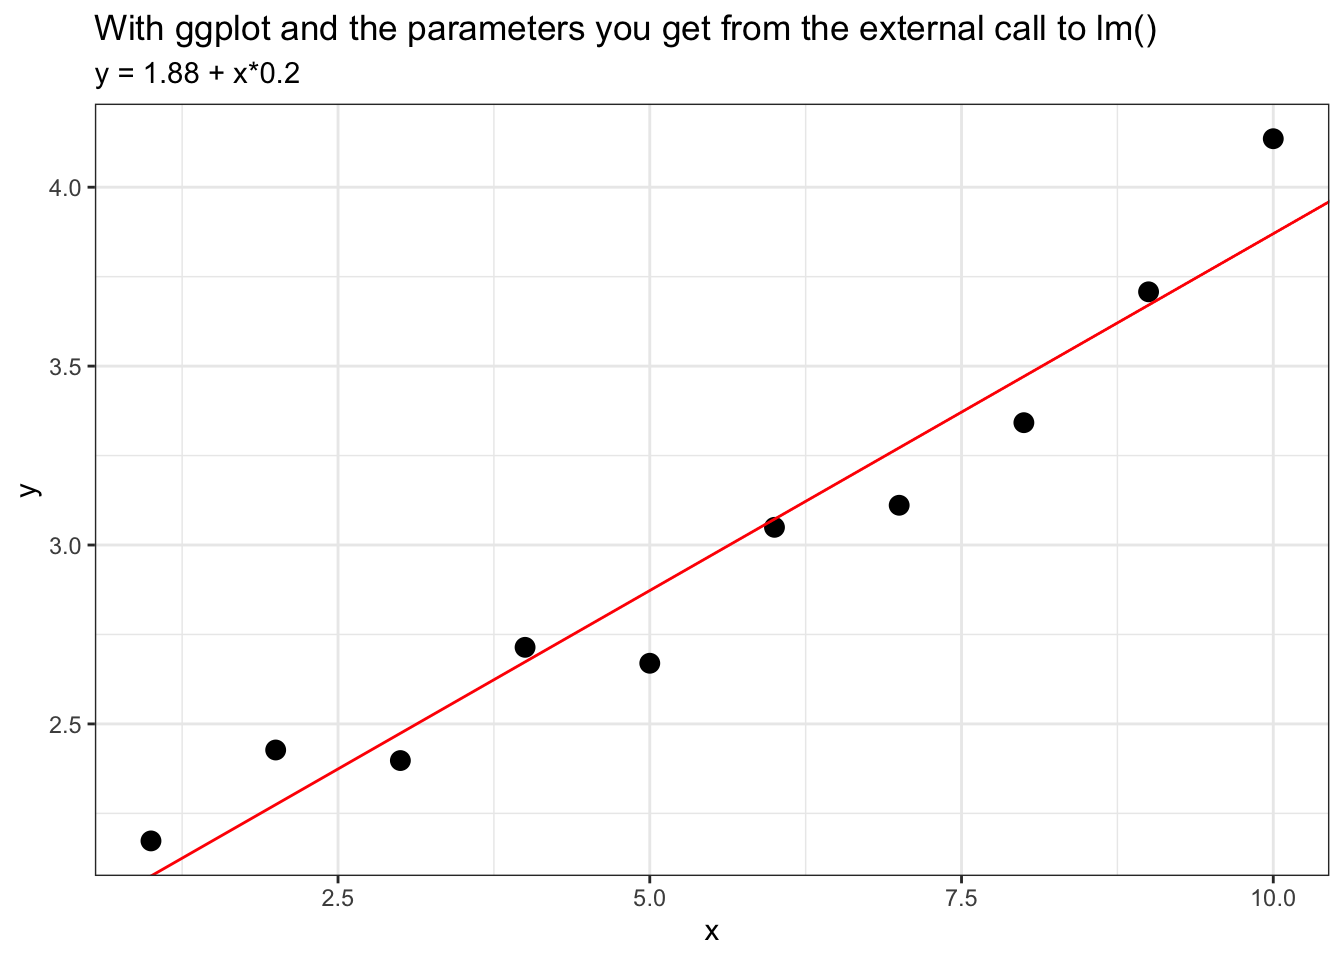 With ggplot and the parameters you get from the external call to lm()
y = 1.88 + x*0.2
4.0
3.5
3.0
2.5
y
2.5 5.0 7.5 10.0
x